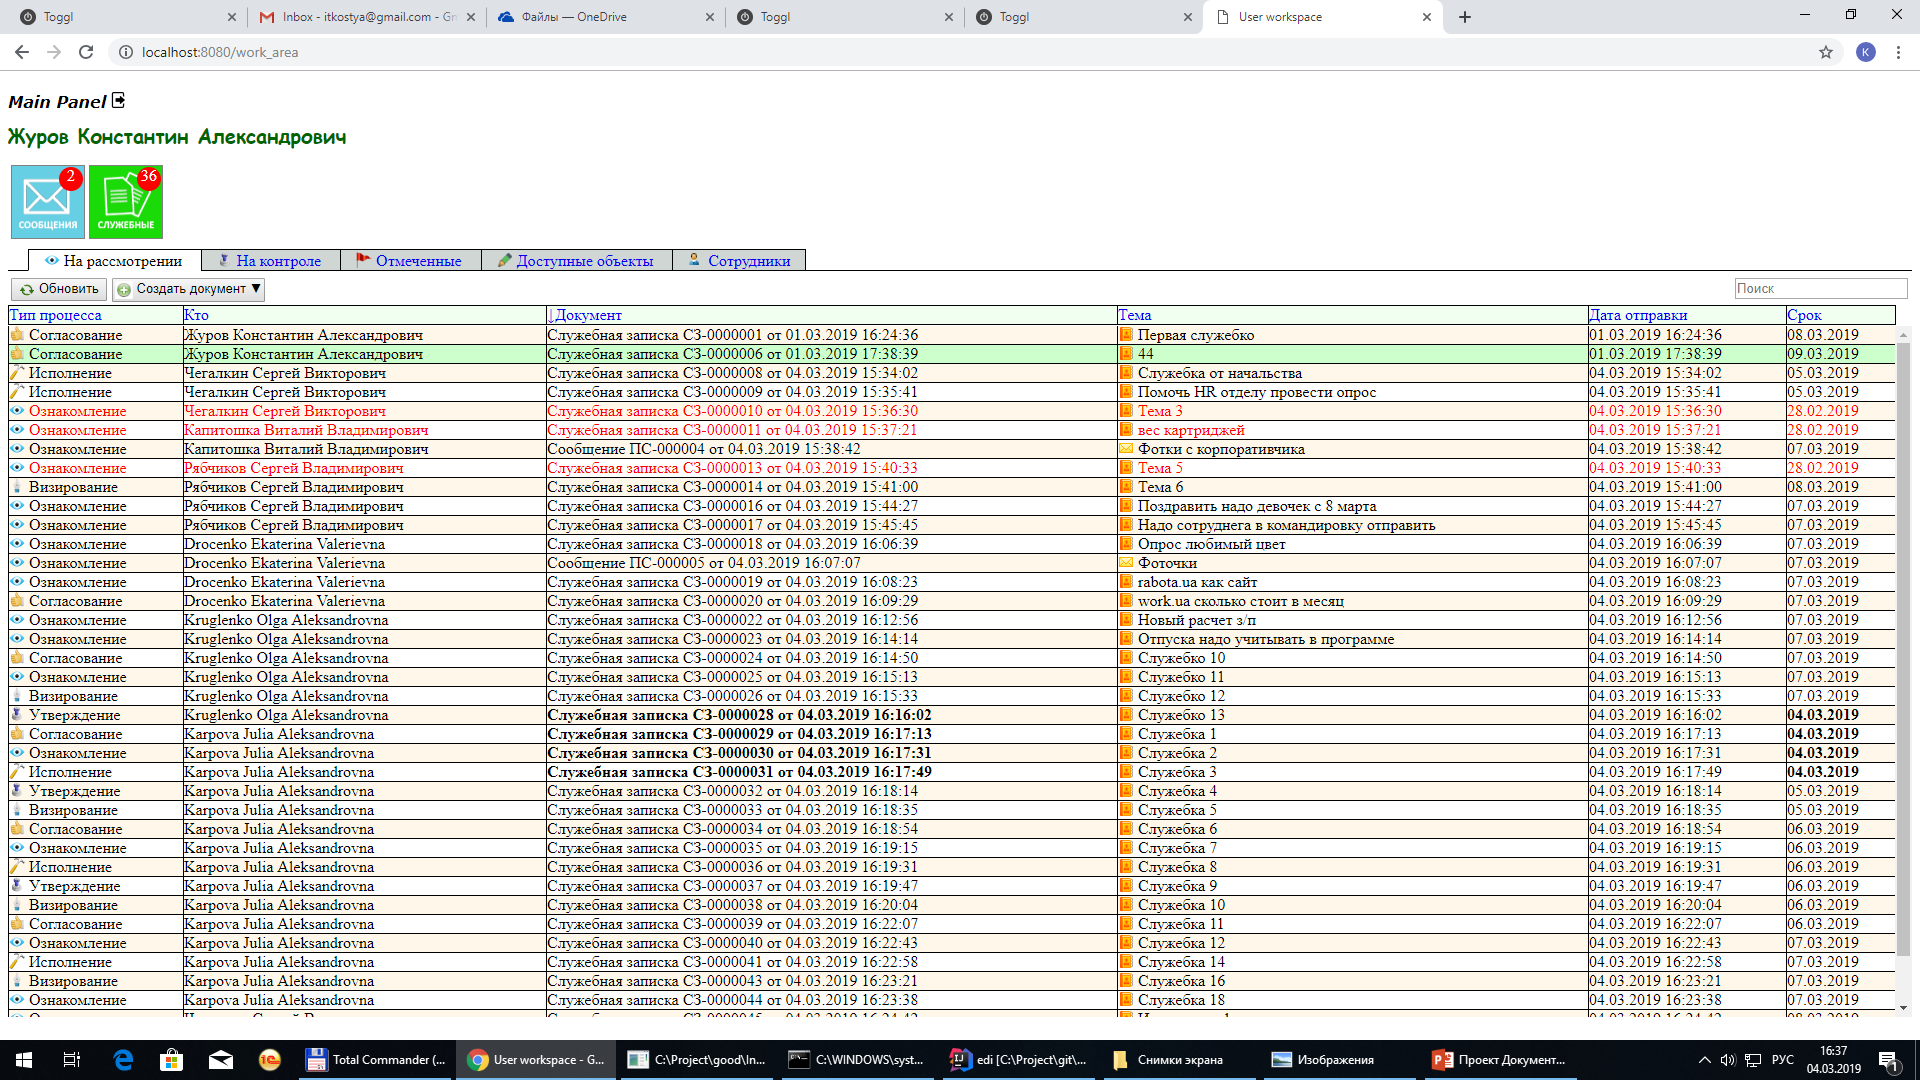 Toggl
Inbox - itkostya@gmail.com - Gm
Файлы — OneDrive
Toggl
Toggl
User workspace
localhost:8080/work_area
K
Main Panel
Журов Константин Александрович
2
СООБЩЕНИЯ
36
СЛУЖЕБНЫЕ
На рассмотрении
На контроле
Отмеченные
Доступные объекты
Сотрудники
Обновить
Создать документ ▼
Поиск
Тип процесса Кто ↓Документ Тема Дата отправки Срок
Согласование Журов Константин Александрович Служебная записка СЗ-0000001 от 01.03.2019 16:24:36 Первая служебко 01.03.2019 16:24:36 08.03.2019
Согласование Журов Константин Александрович Служебная записка СЗ-0000006 от 01.03.2019 17:38:39 44 01.03.2019 17:38:39 09.03.2019
Исполнение Чегалкин Сергей Викторович Служебная записка СЗ-0000008 от 04.03.2019 15:34:02 Служебка от начальства 04.03.2019 15:34:02 05.03.2019
Исполнение Чегалкин Сергей Викторович Служебная записка СЗ-0000009 от 04.03.2019 15:35:41 Помочь HR отделу провести опрос 04.03.2019 15:35:41 05.03.2019
Ознакомление Чегалкин Сергей Викторович Служебная записка СЗ-0000010 от 04.03.2019 15:36:30 Тема 3 04.03.2019 15:36:30 28.02.2019
Ознакомление Капитошка Виталий Владимирович Служебная записка СЗ-0000011 от 04.03.2019 15:37:21 вес картриджей 04.03.2019 15:37:21 28.02.2019
Ознакомление Капитошка Виталий Владимирович Сообщение ПС-000004 от 04.03.2019 15:38:42 Фотки с корпоративчика 04.03.2019 15:38:42 07.03.2019
Ознакомление Рябчиков Сергей Владимирович Служебная записка СЗ-0000013 от 04.03.2019 15:40:33 Тема 5 04.03.2019 15:40:33 28.02.2019
Визирование Рябчиков Сергей Владимирович Служебная записка СЗ-0000014 от 04.03.2019 15:41:00 Тема 6 04.03.2019 15:41:00 08.03.2019
Ознакомление Рябчиков Сергей Владимирович Служебная записка СЗ-0000016 от 04.03.2019 15:44:27 Поздравить надо девочек с 8 марта 04.03.2019 15:44:27 07.03.2019
Ознакомление Рябчиков Сергей Владимирович Служебная записка СЗ-0000017 от 04.03.2019 15:45:45 Надо сотруднега в командировку отправить 04.03.2019 15:45:45 07.03.2019
Ознакомление Drocenko Ekaterina Valerievna Служебная записка СЗ-0000018 от 04.03.2019 16:06:39 Опрос любимый цвет 04.03.2019 16:06:39 07.03.2019
Ознакомление Drocenko Ekaterina Valerievna Сообщение ПС-000005 от 04.03.2019 16:07:07 Фоточки 04.03.2019 16:07:07 07.03.2019
Ознакомление Drocenko Ekaterina Valerievna Служебная записка СЗ-0000019 от 04.03.2019 16:08:23 rabota.ua как сайт 04.03.2019 16:08:23 07.03.2019
Согласование Drocenko Ekaterina Valerievna Служебная записка СЗ-0000020 от 04.03.2019 16:09:29 work.ua сколько стоит в месяц 04.03.2019 16:09:29 07.03.2019
Ознакомление Kruglenko Olga Aleksandrovna Служебная записка СЗ-0000022 от 04.03.2019 16:12:56 Новый расчет з/п 04.03.2019 16:12:56 07.03.2019
Ознакомление Kruglenko Olga Aleksandrovna Служебная записка СЗ-0000023 от 04.03.2019 16:14:14 Отпуска надо учитывать в программе 04.03.2019 16:14:14 07.03.2019
Согласование Kruglenko Olga Aleksandrovna Служебная записка СЗ-0000024 от 04.03.2019 16:14:50 Служебко 10 04.03.2019 16:14:50 07.03.2019
Ознакомление Kruglenko Olga Aleksandrovna Служебная записка СЗ-0000025 от 04.03.2019 16:15:13 Служебко 11 04.03.2019 16:15:13 07.03.2019
Визирование Kruglenko Olga Aleksandrovna Служебная записка СЗ-0000026 от 04.03.2019 16:15:33 Служебко 12 04.03.2019 16:15:33 07.03.2019
Утверждение Kruglenko Olga Aleksandrovna Служебная записка СЗ-0000028 от 04.03.2019 16:16:02 Служебко 13 04.03.2019 16:16:02 04.03.2019
Согласование Karpova Julia Aleksandrovna Служебная записка СЗ-0000029 от 04.03.2019 16:17:13 Служебка 1 04.03.2019 16:17:13 04.03.2019
Ознакомление Karpova Julia Aleksandrovna Служебная записка СЗ-0000030 от 04.03.2019 16:17:31 Служебка 2 04.03.2019 16:17:31 04.03.2019
Исполнение Karpova Julia Aleksandrovna Служебная записка СЗ-0000031 от 04.03.2019 16:17:49 Служебка 3 04.03.2019 16:17:49 04.03.2019
Утверждение Karpova Julia Aleksandrovna Служебная записка СЗ-0000032 от 04.03.2019 16:18:14 Служебка 4 04.03.2019 16:18:14 05.03.2019
Визирование Karpova Julia Aleksandrovna Служебная записка СЗ-0000033 от 04.03.2019 16:18:35 Служебка 5 04.03.2019 16:18:35 05.03.2019
Согласование Karpova Julia Aleksandrovna Служебная записка СЗ-0000034 от 04.03.2019 16:18:54 Служебка 6 04.03.2019 16:18:54 06.03.2019
Ознакомление Karpova Julia Aleksandrovna Служебная записка СЗ-0000035 от 04.03.2019 16:19:15 Служебка 7 04.03.2019 16:19:15 06.03.2019
Исполнение Karpova Julia Aleksandrovna Служебная записка СЗ-0000036 от 04.03.2019 16:19:31 Служебка 8 04.03.2019 16:19:31 06.03.2019
Утверждение Karpova Julia Aleksandrovna Служебная записка СЗ-0000037 от 04.03.2019 16:19:47 Служебка 9 04.03.2019 16:19:47 06.03.2019
Визирование Karpova Julia Aleksandrovna Служебная записка СЗ-0000038 от 04.03.2019 16:20:04 Служебка 10 04.03.2019 16:20:04 06.03.2019
Согласование Karpova Julia Aleksandrovna Служебная записка СЗ-0000039 от 04.03.2019 16:22:07 Служебка 11 04.03.2019 16:22:07 06.03.2019
Ознакомление Karpova Julia Aleksandrovna Служебная записка СЗ-0000040 от 04.03.2019 16:22:43 Служебка 12 04.03.2019 16:22:43 07.03.2019
Исполнение Karpova Julia Aleksandrovna Служебная записка СЗ-0000041 от 04.03.2019 16:22:58 Служебка 14 04.03.2019 16:22:58 07.03.2019
Визирование Karpova Julia Aleksandrovna Служебная записка СЗ-0000043 от 04.03.2019 16:23:21 Служебка 16 04.03.2019 16:23:21 07.03.2019
Ознакомление Karpova Julia Aleksandrovna Служебная записка СЗ-0000044 от 04.03.2019 16:23:38 Служебка 18 04.03.2019 16:23:38 07.03.2019
Total Commander (...
User workspace - G...
C:\Project\good\In...
C:\WINDOWS\syst...
edi [C:\Project\git\...
Снимки экрана
Изображения
Проект Документ...
РУС
16:37
04.03.2019
1